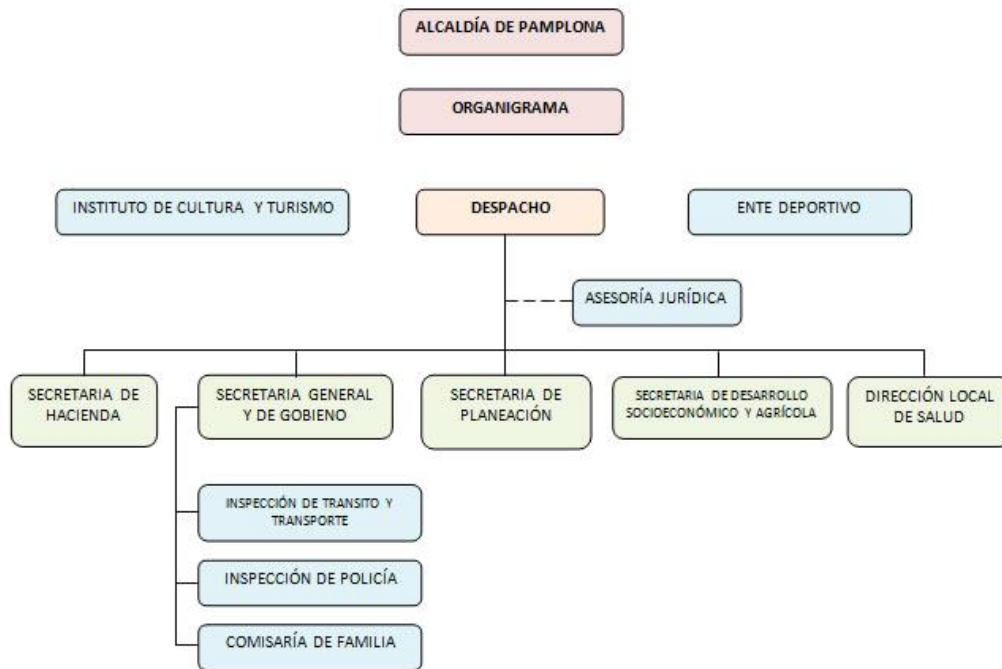 ALCALDÍA DE PAMPLONA
ORGANIGRAMA
INSTITUTO DE CULTURA Y TURISMO
DESPACHO
ENTE DEPORTIVO
ASESORÍA JURÍDICA
SECRETARIA DE
HACIENDA
SECRETARIA GENERAL
Y DE GOBIENO
SECRETARIA DE
PLANEACIÓN
SECRETARIA DE DESARROLLO
SOCIOECONÓMICO Y AGRÍCOLA
DIRECCIÓN LOCAL
DE SALUD
INSPECCIÓN DE TRANSITO Y
TRANSPORTE
INSPECCIÓN DE POLICÍA
COMISARÍA DE FAMILIA